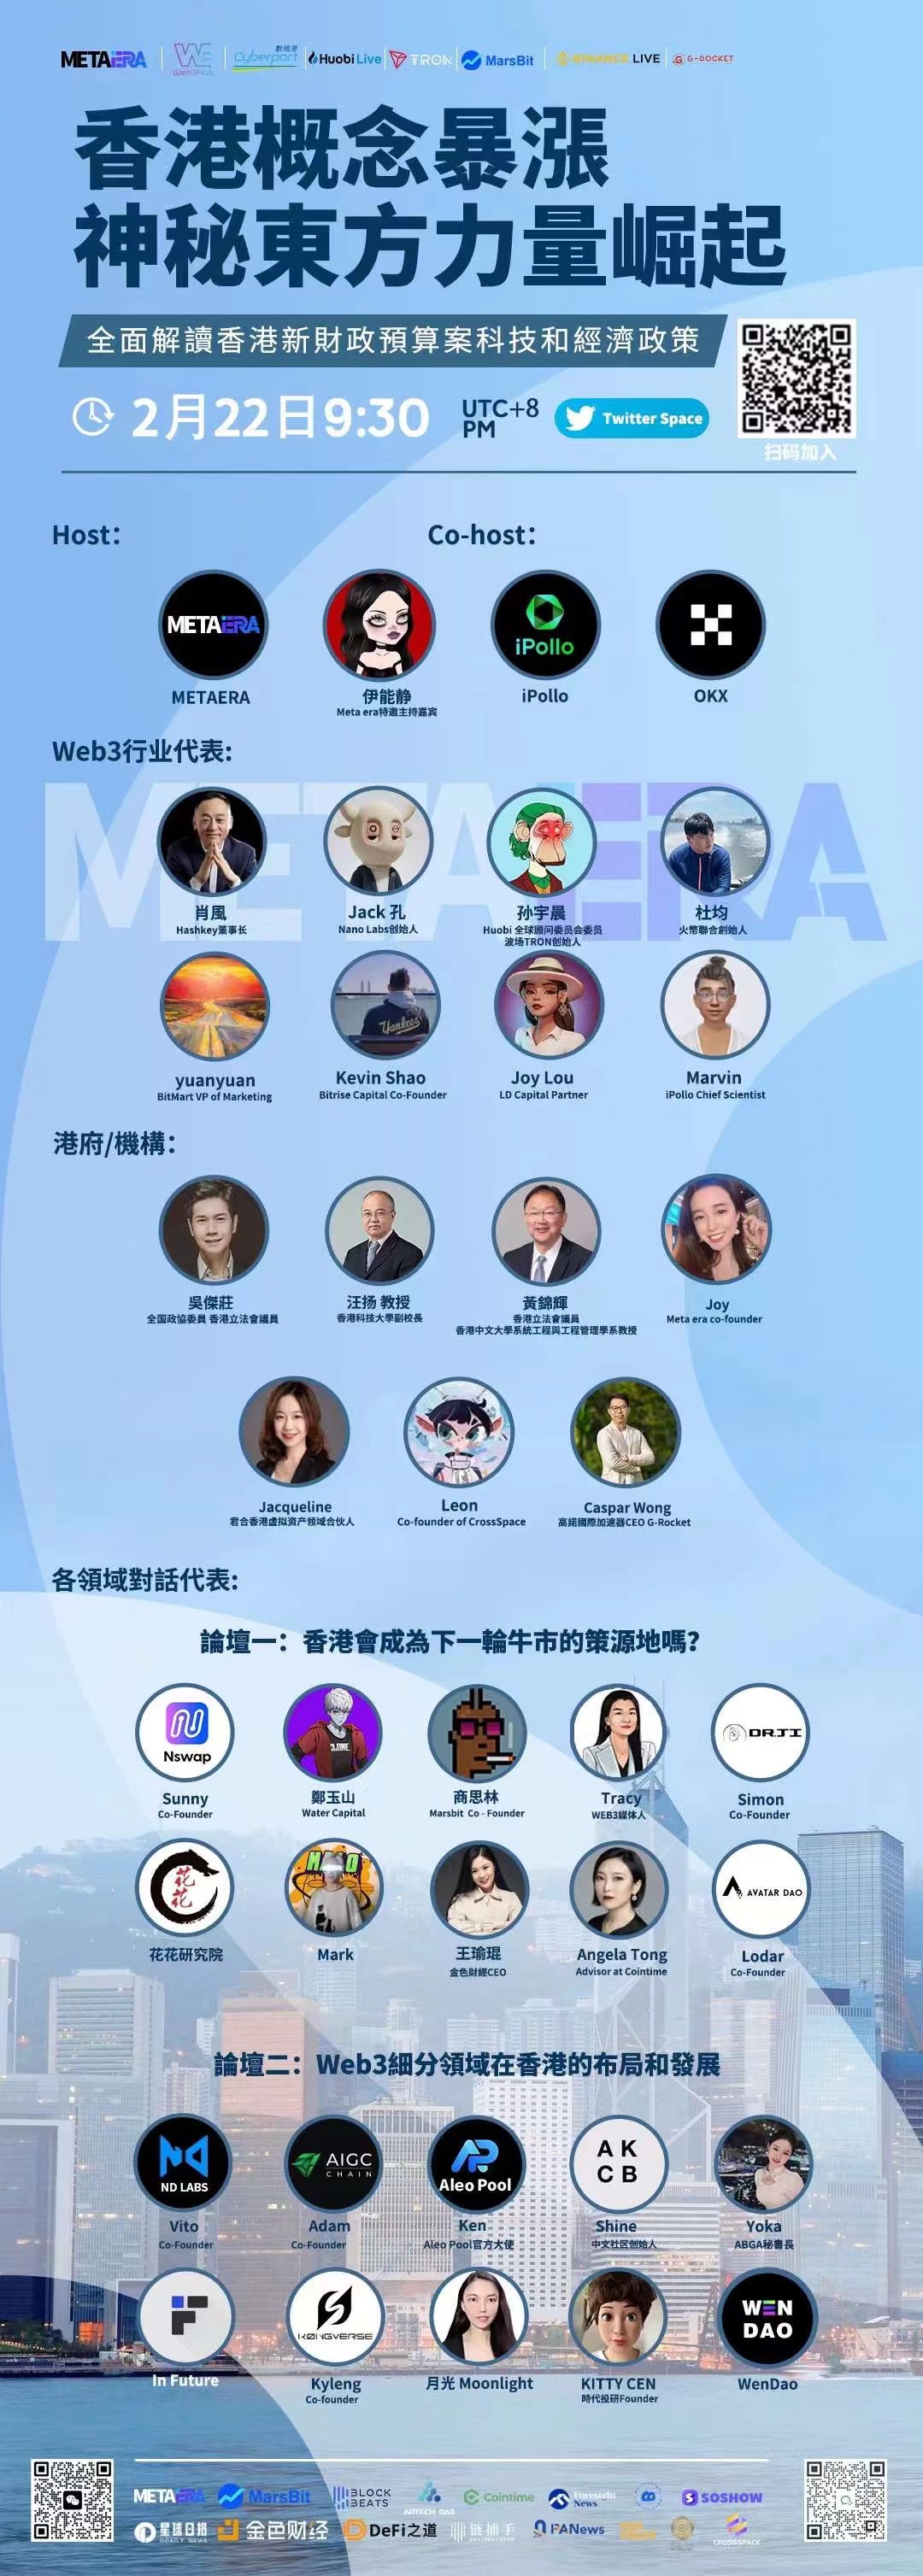 METAERA
Web3Hub
數碼港
Cyberport
Huobi Live
TRON
MarsBit
BINANCE LIVE
G-ROCKET
香港概念暴漲
神秘東方力量崛起
全面解讀香港新財政預算案科技和經濟政策
2月22日9:30
UTC+8
PM
Twitter Space
扫码加入
Host：
Co-host：
METAERA
iPollo
METAERA
伊能静
iPollo
OKX
Meta era特邀主持嘉宾
Web3行业代表:
METAERA
Yankees
肖風
Jack 孔
孙宇晨
杜均
Hashkey董事长
Nano Labs创始人
Huobi 全球顾问委员会委员
火幣聯合創始人
波场TRON创始人
yuanyuan
Kevin Shao
Joy Lou
Marvin
BitMart VP of Marketing
Bitrise Capital Co-Founder
LD Capital Partner
iPollo Chief Scientist
港府/機構：
吳傑莊
汪扬 教授
黃錦輝
Joy
全国政協委員 香港立法會議員
香港科技大學副校長
香港立法會議員
Meta era co-founder
香港中文大學系統工程與工程管理學系教授
Jacqueline
Leon
Caspar Wong
君合香港虚拟资产领域合伙人
Co-founder of CrossSpace
高諾國際加速器CEO G-Rocket
各領域對話代表:
論壇一：香港會成為下一輪牛市的策源地嗎?
Nswap
DR.JI
Sunny
鄭玉山
商思林
Tracy
Simon
Co-Founder
Water Capital
Marsbit Co - Founder
WEB3媒体人
Co-Founder
花花
AVATAR DAO
花花研究院
Mark
王瑜琨
Angela Tong
Lodar
金色財經CEO
Advisor at Cointime
Co-Founder
論壇二：Web3細分領域在香港的布局和發展
ND LABS
AIGC
CHAIN
Aleo Pool
AK
CB
Vito
Adam
Ken
Shine
Yoka
Co-Founder
Co-Founder
Aleo Pool官方大使
中文社区创始人
ABGA秘書長
KONGVERSE
WEN
DAO
In Future
Kyleng
月光 Moonlight
KITTY CEN
WenDao
Co-founder
時代投研Founder
METAERA
MarsBit
BLOCK
BEATS
ARTECH DAO
Cointime
Foresight
News
SOSHOW
星球日报
ODAILY NEWS
金色财经
DeFi之道
链捕手
PANews
CROSSSPACE